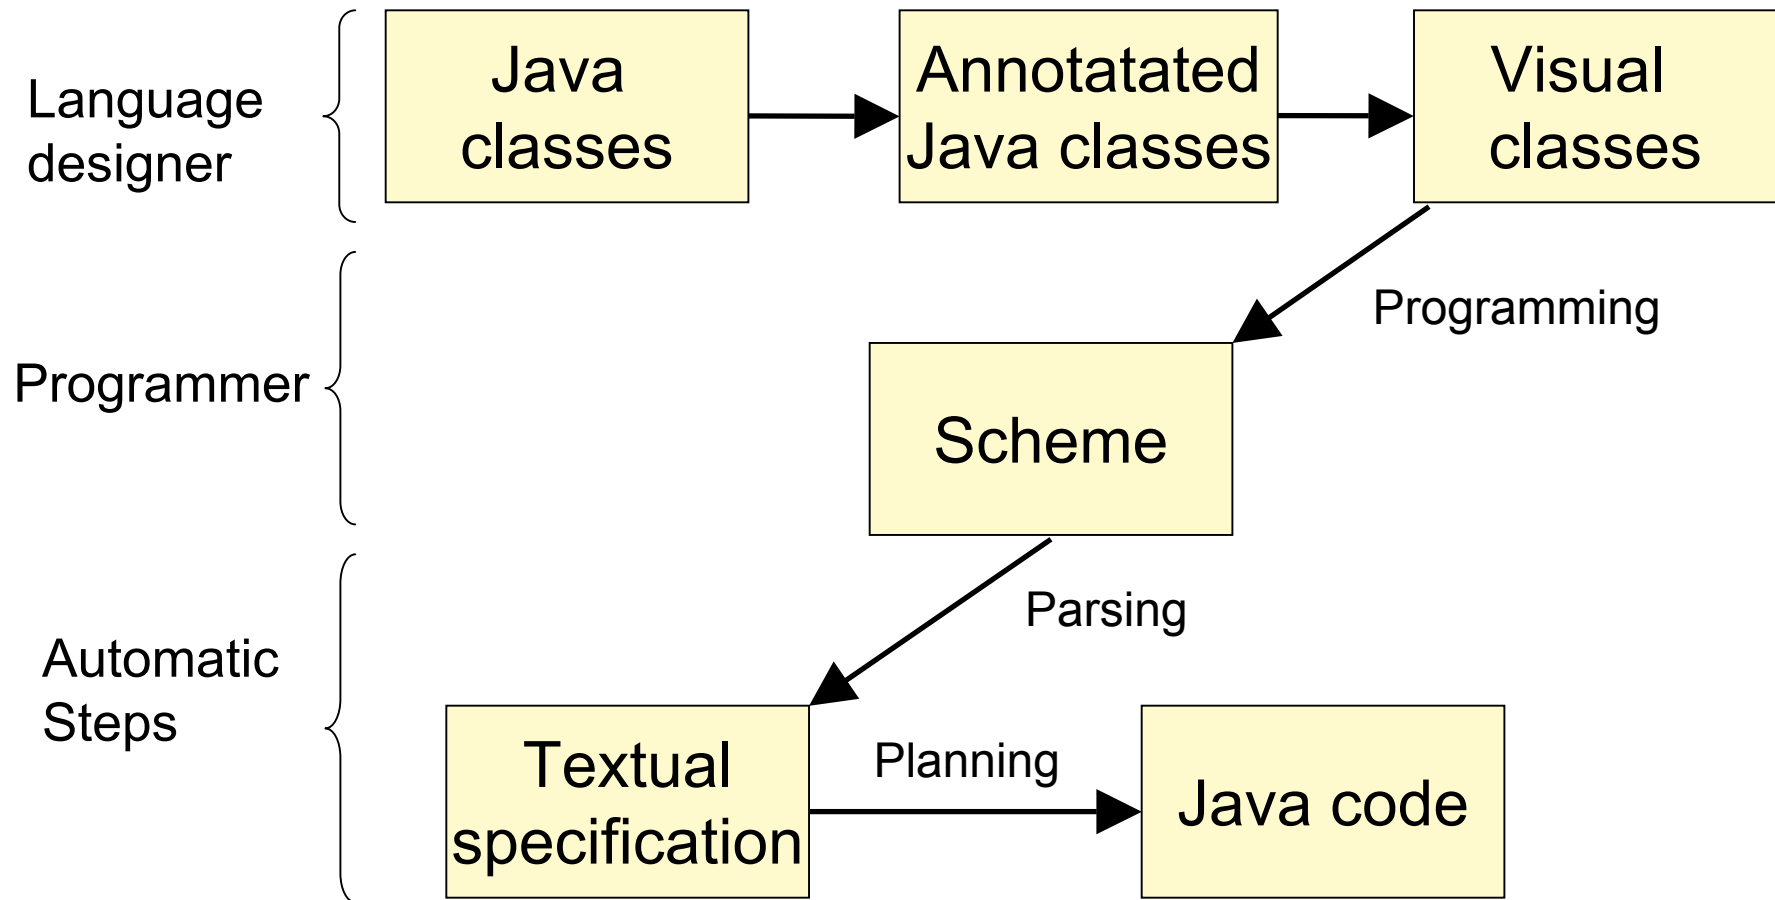 Language
designer
Java
classes
Annotatated
Java classes
Visual
classes
Programming
Programmer
Scheme
Parsing
Automatic
Steps
Textual
specification
Planning
Java code